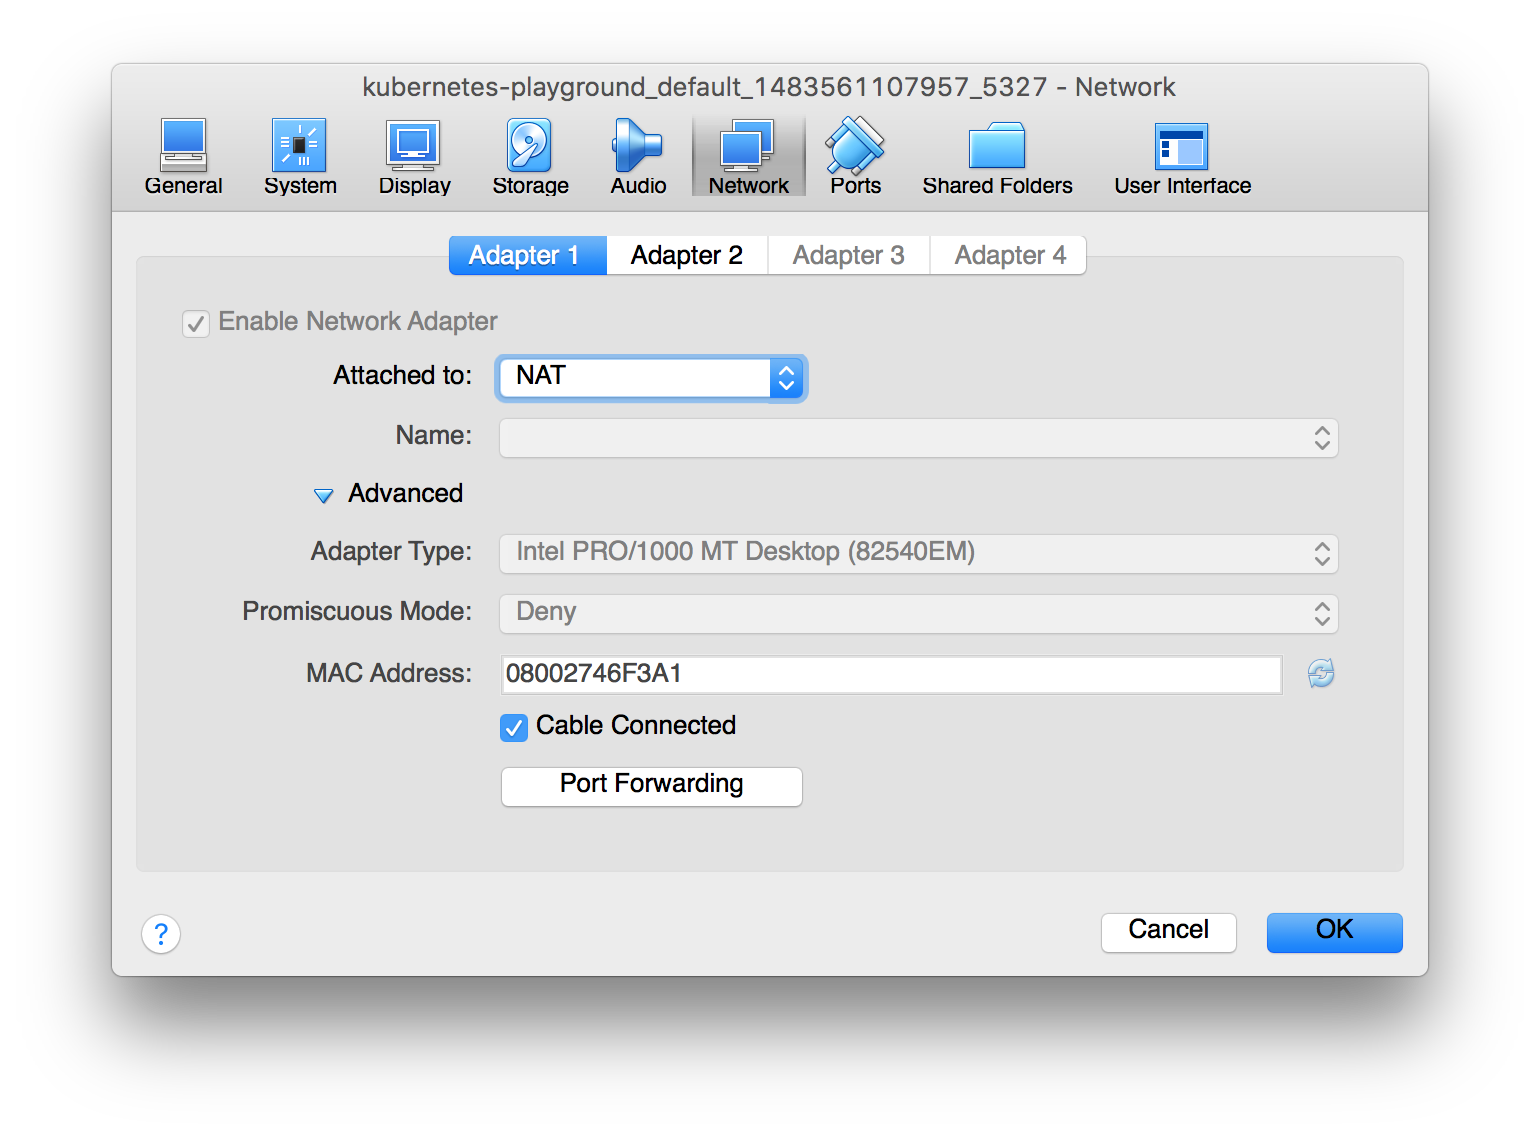 kubernetes-playground_default_1483561107957_5327 - Network
General System Display Storage Audio Network Ports Shared Folders User Interface
Adapter 1 Adapter 2 Adapter 3 Adapter 4
Enable Network Adapter
Attached to: NAT
Name:
Advanced
Adapter Type: Intel PRO/1000 MT Desktop (82540EM)
Promiscuous Mode: Deny
MAC Address: 08002746F3A1
Cable Connected
Port Forwarding
? Cancel OK